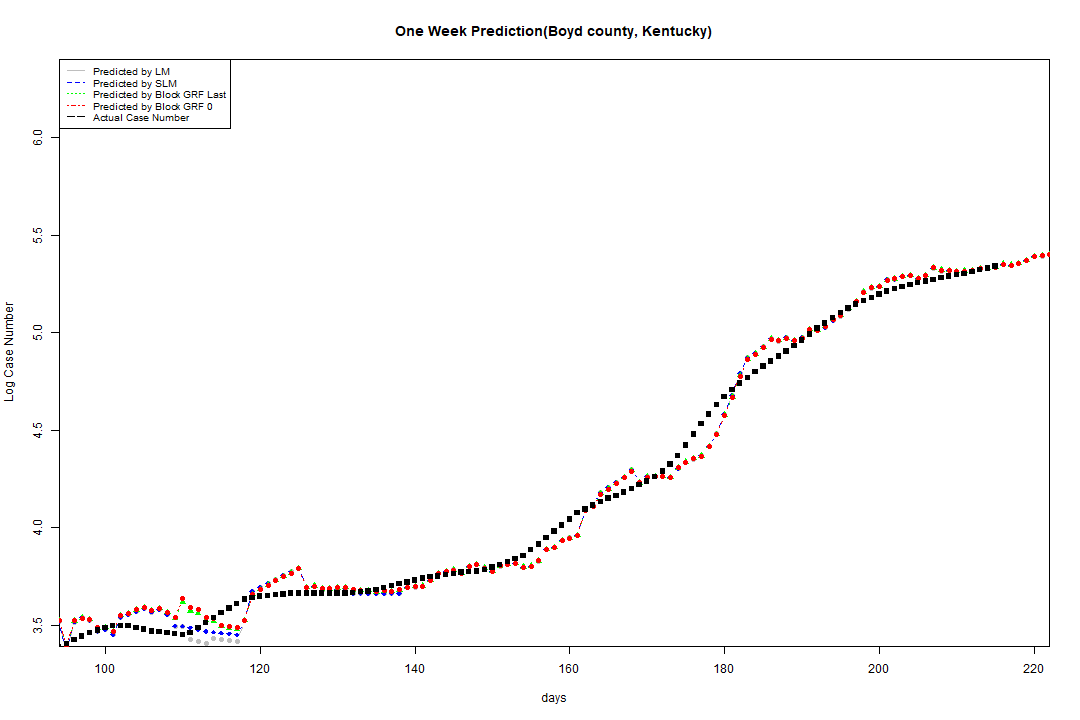 One Week Prediction(Boyd county, Kentucky)
Predicted by LM
Predicted by SLM
Predicted by Block GRF Last
Predicted by Block GRF 0
Actual Case Number
Log Case Number
6.0
5.5
5.0
4.5
4.0
3.5
100 120 140 160 180 200 220
days